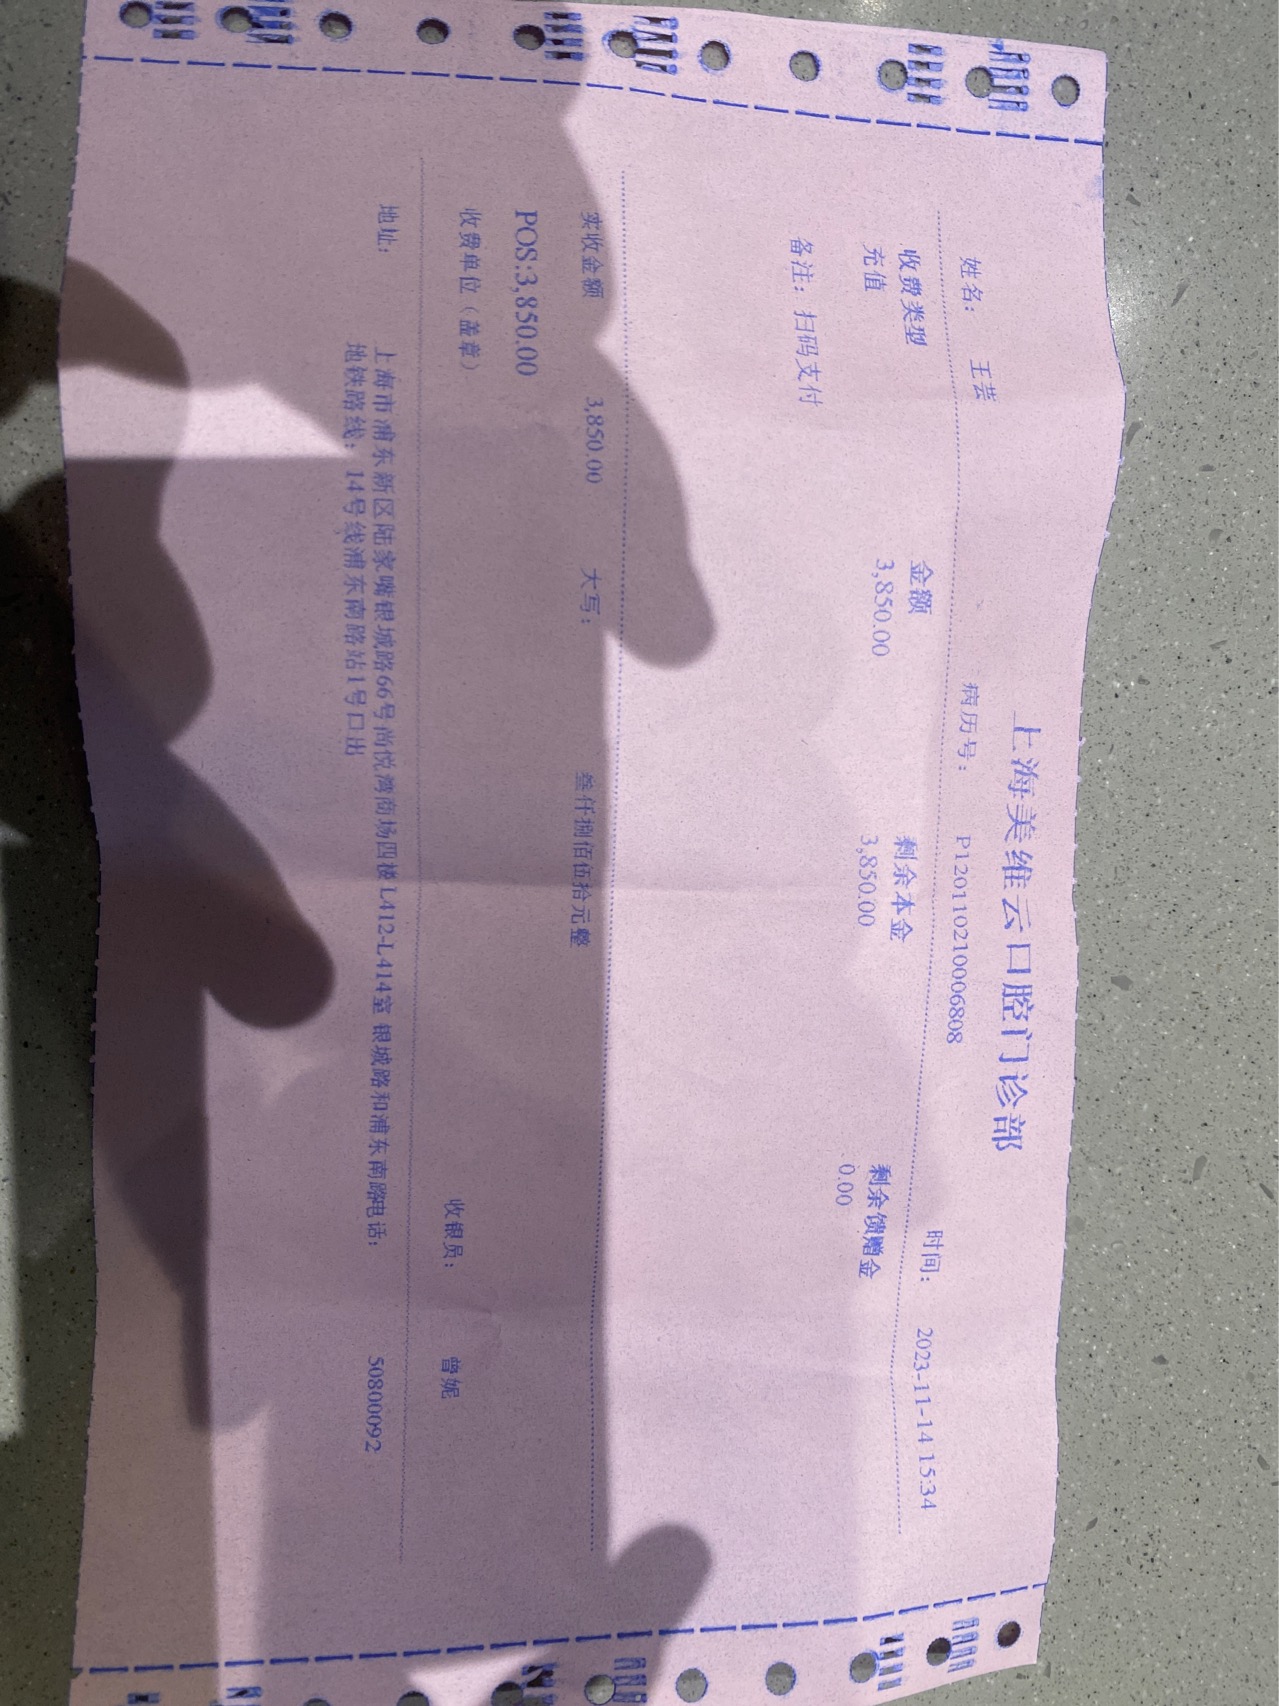 上海美维云口腔门诊部
姓名： 王芸 病历号： P120110210006808 时间： 2023-11-14 15:34
收费类型 金额 剩余本金 剩余馈赠金
充值 3,850.00 3,850.00 0.00
备注：扫码支付
实收金额 3,850.00 大写： 叁仟捌佰伍拾元整
POS:3,850.00
收费单位（盖章） 收银员： 曾妮
地址： 上海市浦东新区陆家嘴银城路66号尚悦湾商场四楼L412-L414室 银城路和浦东南路电话： 50800092
地铁路线：14号线浦东南路站1号口出